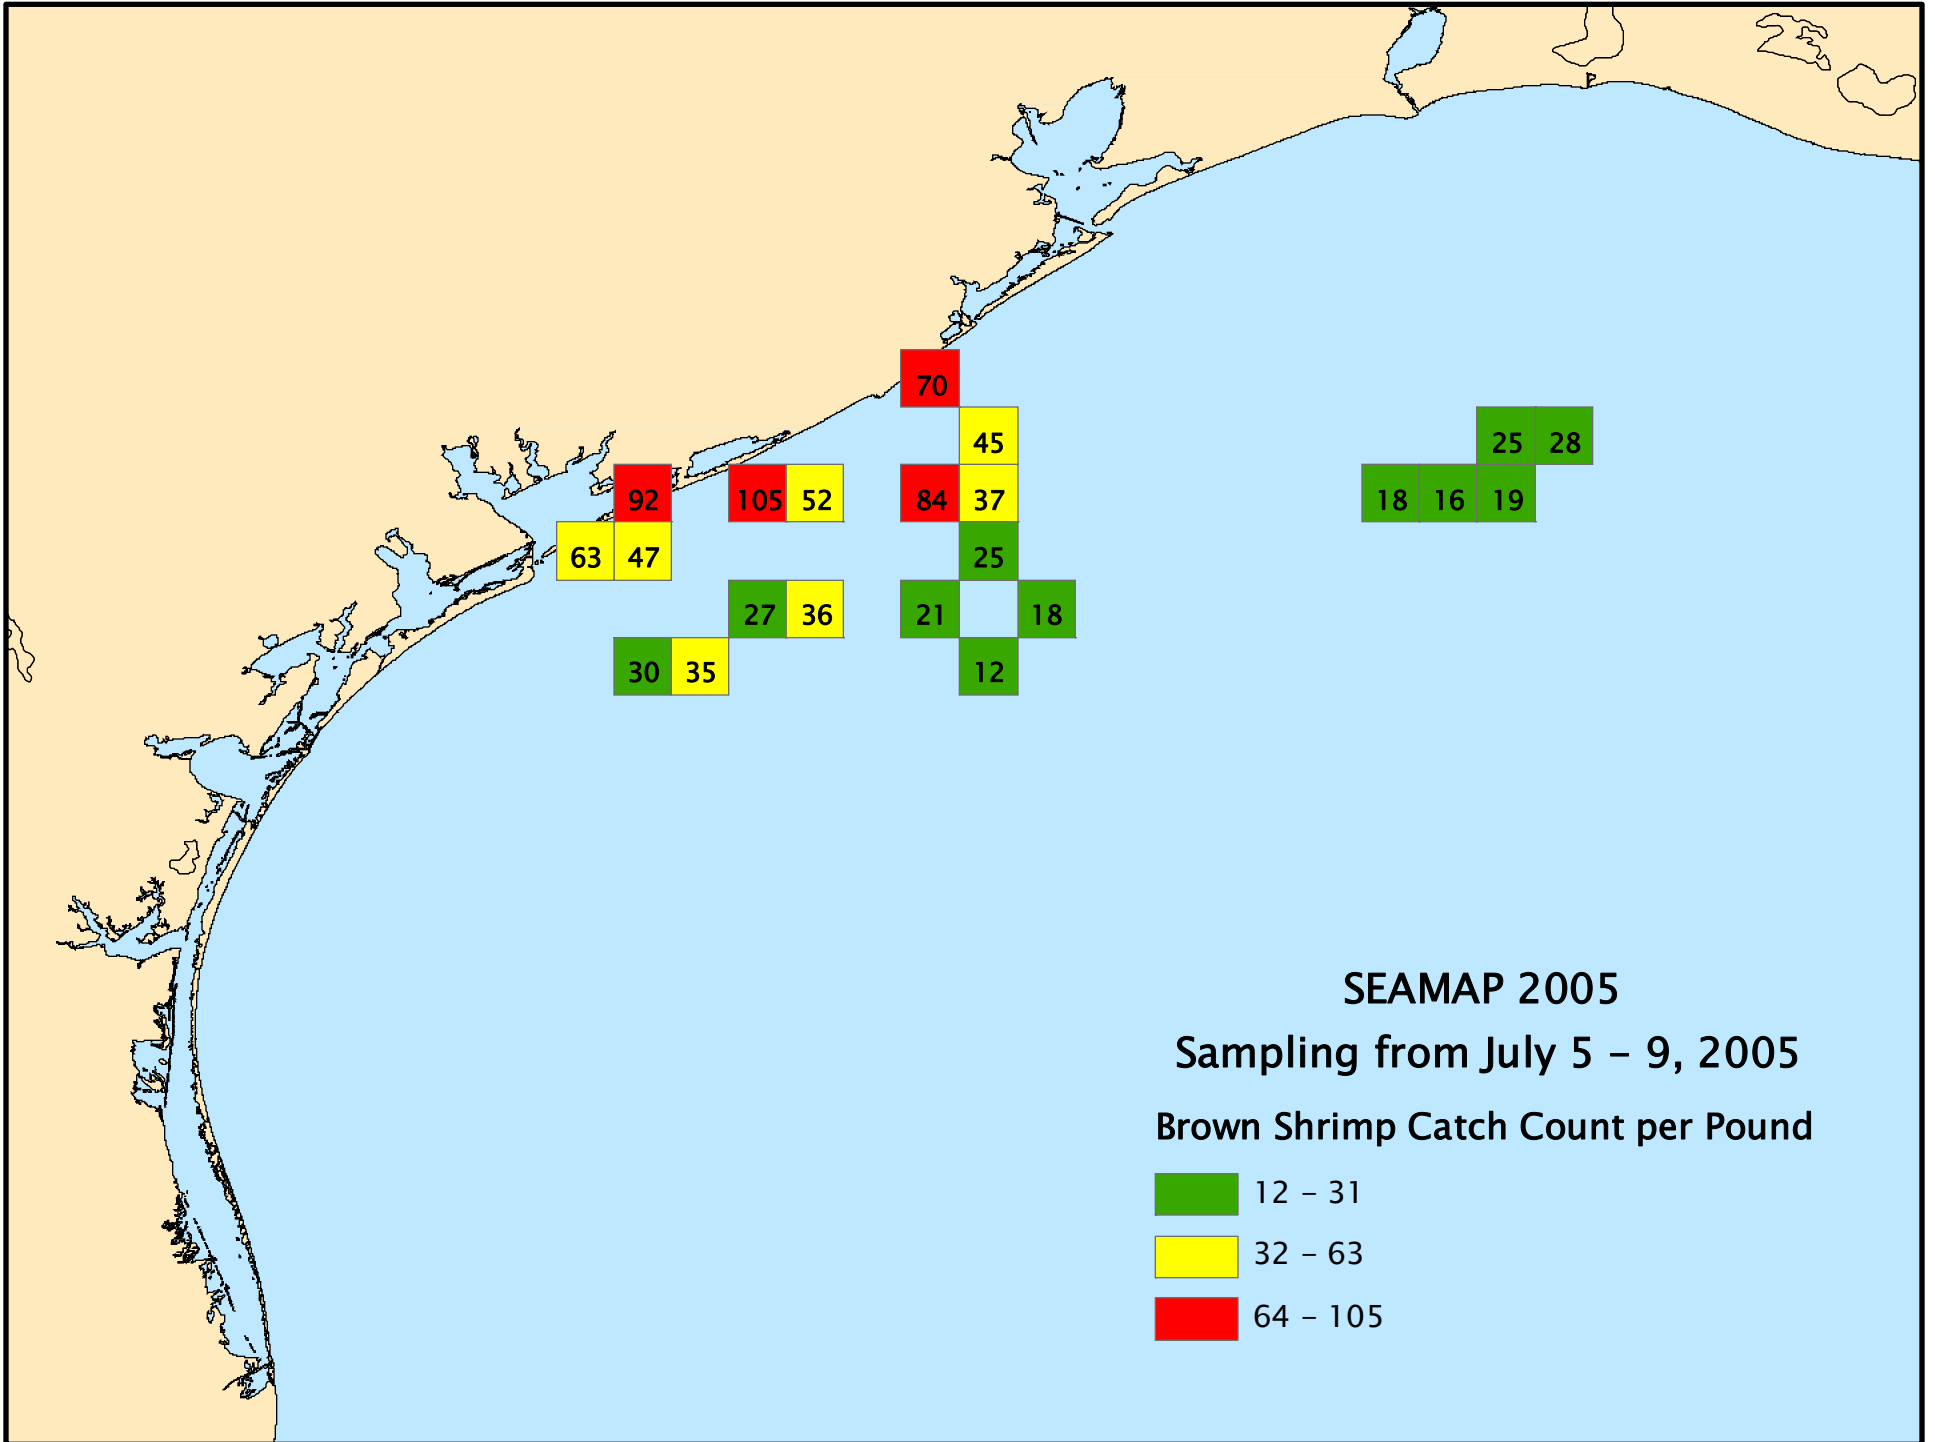 70
45
25 28
92 105 52 84 37 18 16 19
63 47 25
27 36 21 18
30 35 12
SEAMAP 2005
Sampling from July 5 - 9, 2005
Brown Shrimp Catch Count per Pound
12 - 31
32 - 63
64 - 105